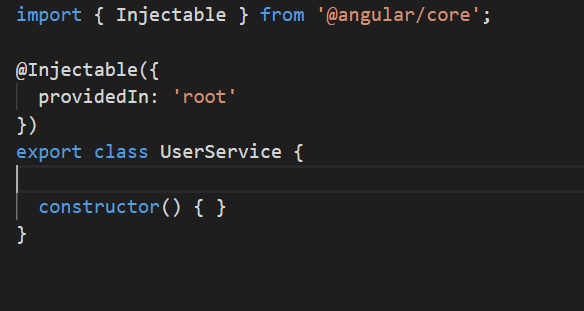 import { Injectable } from '@angular/core';
@Injectable({
  providedIn: 'root'
})
export class UserService {
  constructor() { }
}